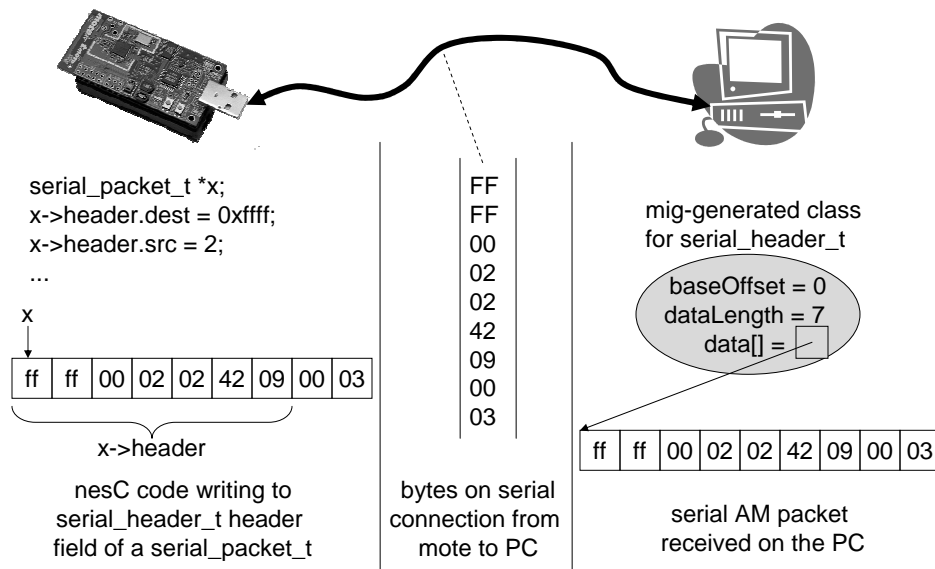 serial_packet_t *x;
x->header.dest = 0xffff;
x->header.src = 2;
...
x
ff ff 00 02 02 42 09 00 03
x->header
nesC code writing to
serial_header_t header
field of a serial_packet_t
FF
FF
00
02
02
42
09
00
03
bytes on serial
connection from
mote to PC
mig-generated class
for serial_header_t
baseOffset = 0
dataLength = 7
data[] =
ff ff 00 02 02 42 09 00 03
serial AM packet
received on the PC